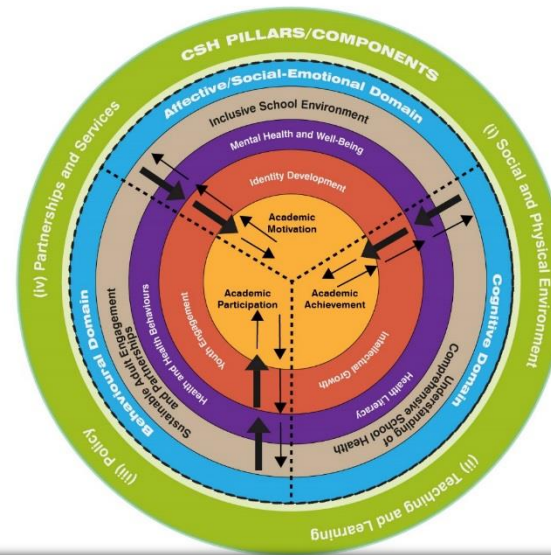 CSH PILLARS/COMPONENTS
Affective/Social-Emotional Domain
Inclusive School Environment
Mental Health and Well-Being
Identity Development
Academic
Motivation
Academic
Participation
Academic
Achievement
(i) Social and Physical Environment
Cognitive Domain
Understanding of
Comprehensive School Health
Health Literacy
Intellectual Growth
(ii) Teaching and Learning
(iii) Policy
Behavioural Domain
Sustainable Adult Engagement
and Partnerships
Health and Health Behaviours
Youth Engagement
(iv) Partnerships and Services